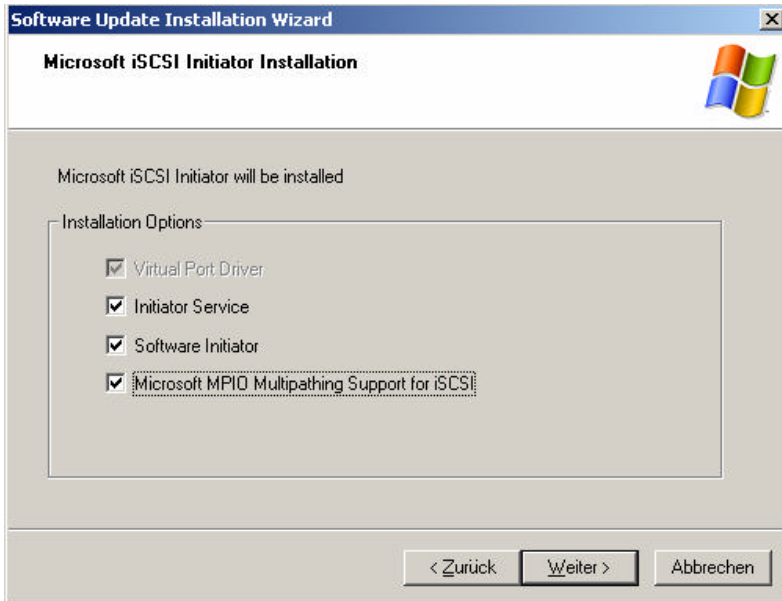 Software Update Installation Wizard
Microsoft iSCSI Initiator Installation
Microsoft iSCSI Initiator will be installed
Installation Options
Virtual Port Driver
Initiator Service
Software Initiator
Microsoft MPIO Multipathing Support for iSCSI
< Zurück Weiter > Abbrechen